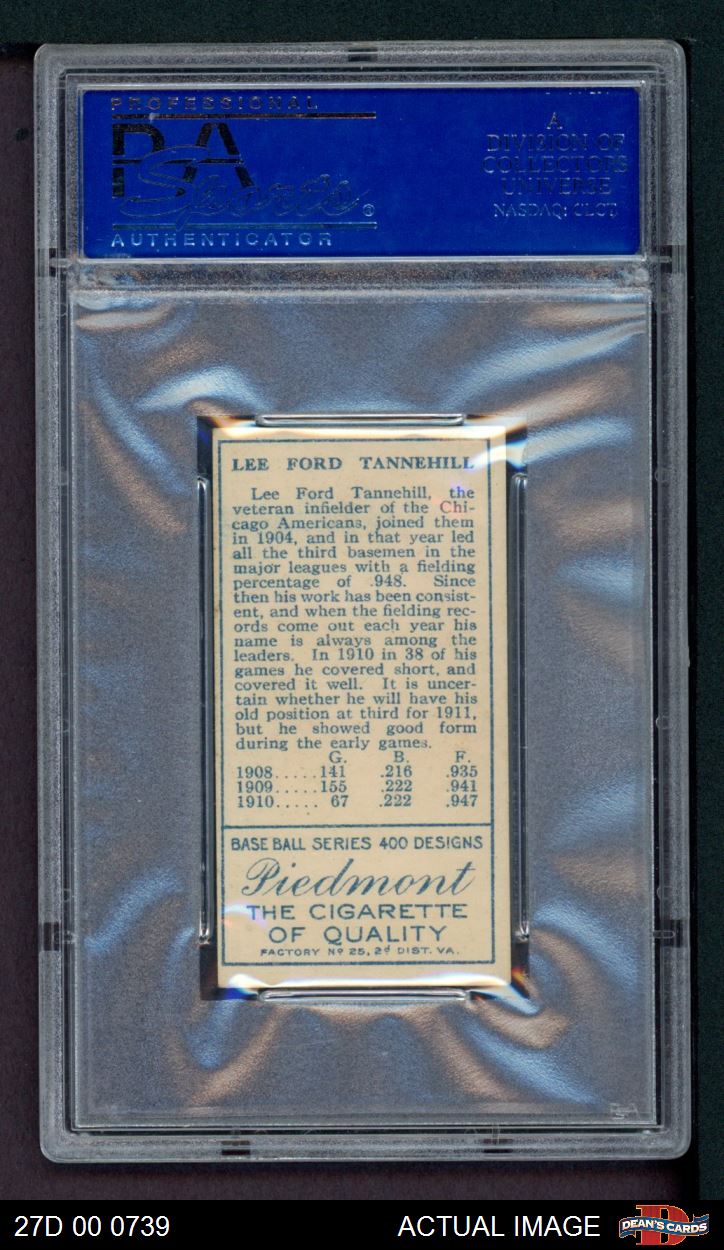 PROFESSIONAL
PSA
Sports®
AUTHENTICATOR
A
DIVISION OF
COLLECTORS
UNIVERSE
NASDAQ: CLCT
LEE FORD TANNEHILL
Lee Ford Tannehill, the
veteran infielder of the Chi-
cago Americans, joined them
in 1904, and in that year led
all the third basemen in the
major leagues with a fielding
percentage of .948. Since
then his work has been consist-
ent, and when the fielding rec-
ords come out each year his
name is always among the
leaders. In 1910 in 38 of his
games he covered short, and
covered it well. It is uncer-
tain whether he will have his
old position at third for 1911,
but he showed good form
during the early games.
G. B. F.
1908.....141 .216 .935
1909.....155 .222 .941
1910..... 67 .222 .947
BASE BALL SERIES 400 DESIGNS
Piedmont
THE CIGARETTE
OF QUALITY
FACTORY Nº 25, 2d DIST. VA.
27D 00 0739 ACTUAL IMAGE DEAN'S CARDS